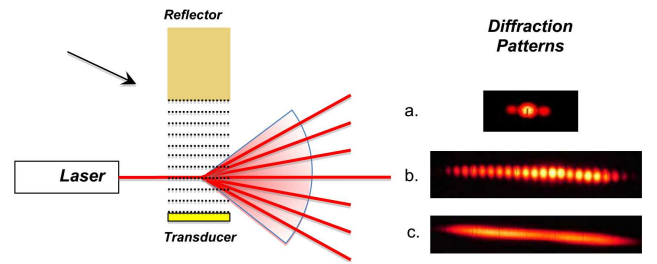 Reflector
Diffraction
Patterns
a.
Laser
b.
Transducer
c.